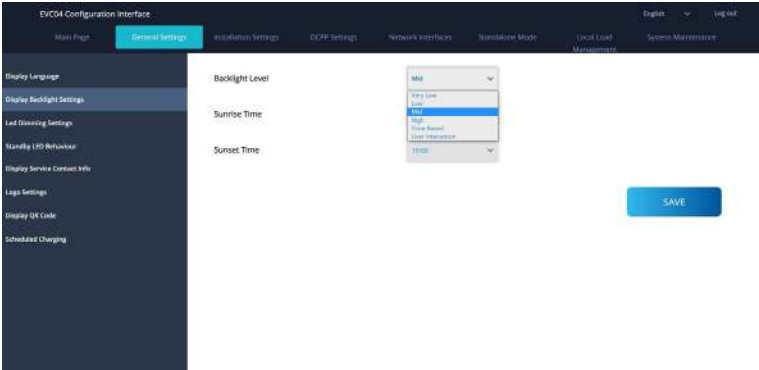 EVC04 Configuration Interface
English
Log out
Main Page
General Settings
Installation Settings
OCPP Settings
Network Interfaces
Standalone Mode
Local Load
Management
System Maintenance
Display Language
Display Backlight Settings
Led Dimming Settings
Standby LED Behaviour
Display Service Contact Info
Logo Settings
Display QR Code
Scheduled Charging
Backlight Level
Mid
Very Low
Low
Mid
High
Time Based
User Interaction
Sunrise Time
Sunset Time
19:00
SAVE